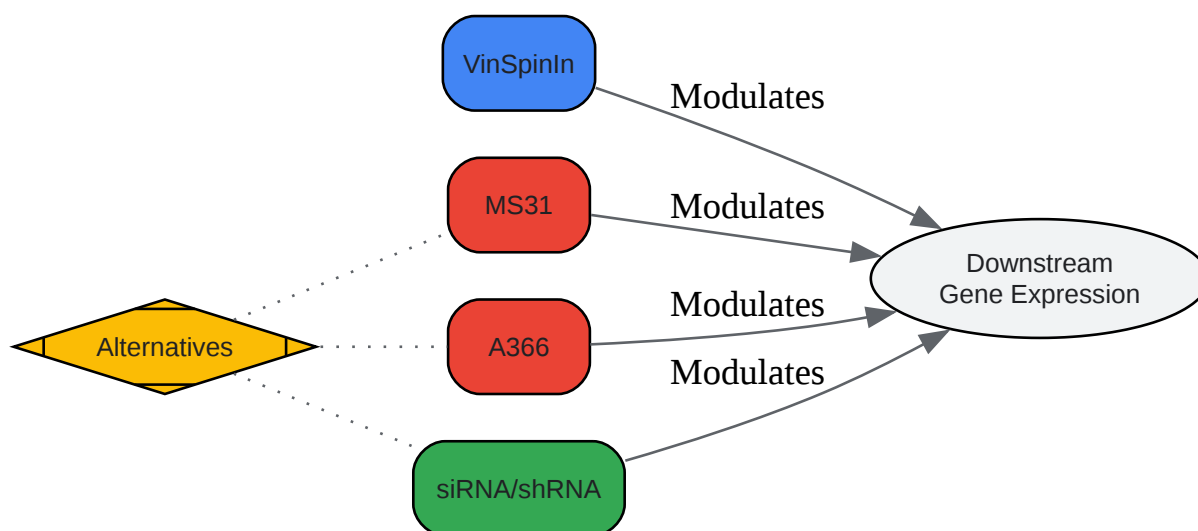 VinSpinIn
Modulates
MS31
Modulates
Downstream
Gene Expression
Modulates
Alternatives
A366
Modulates
siRNA/shRNA